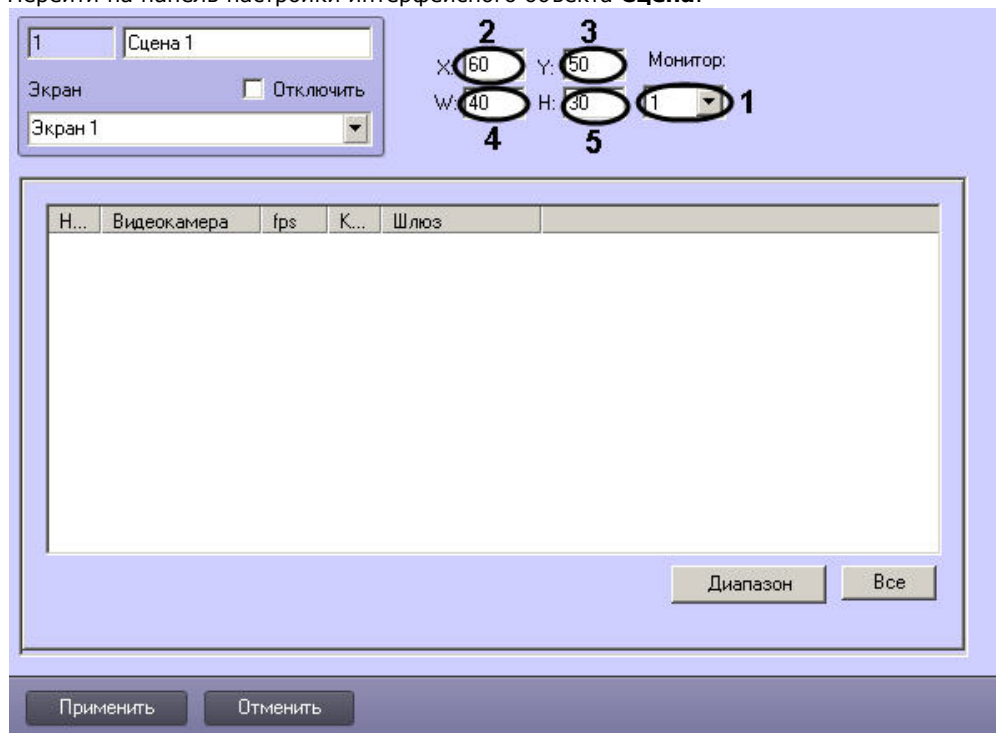 Перейти на панель настройки интерфейсного объекта Сцена.
1 Сцена 1
Экран Отключить
Экран 1
2 3
X: 60 Y: 50 Монитор:
W: 40 H: 30 1 1
4 5
Н... Видеокамера fps К... Шлюз
Диапазон Все
Применить Отменить